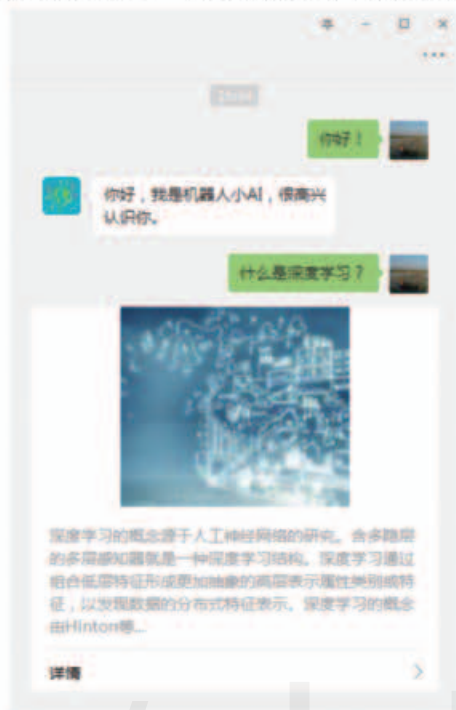 你好！
你好，我是机器人小AI，很高兴
认识你。
什么是深度学习？
深度学习的概念源于人工神经网络的研究。含多隐层
的多层感知器就是一种深度学习结构。深度学习通过
组合低层特征形成更加抽象的高层表示属性类别或特
征，以发现数据的分布式特征表示。深度学习的概念
由Hinton等...
详情